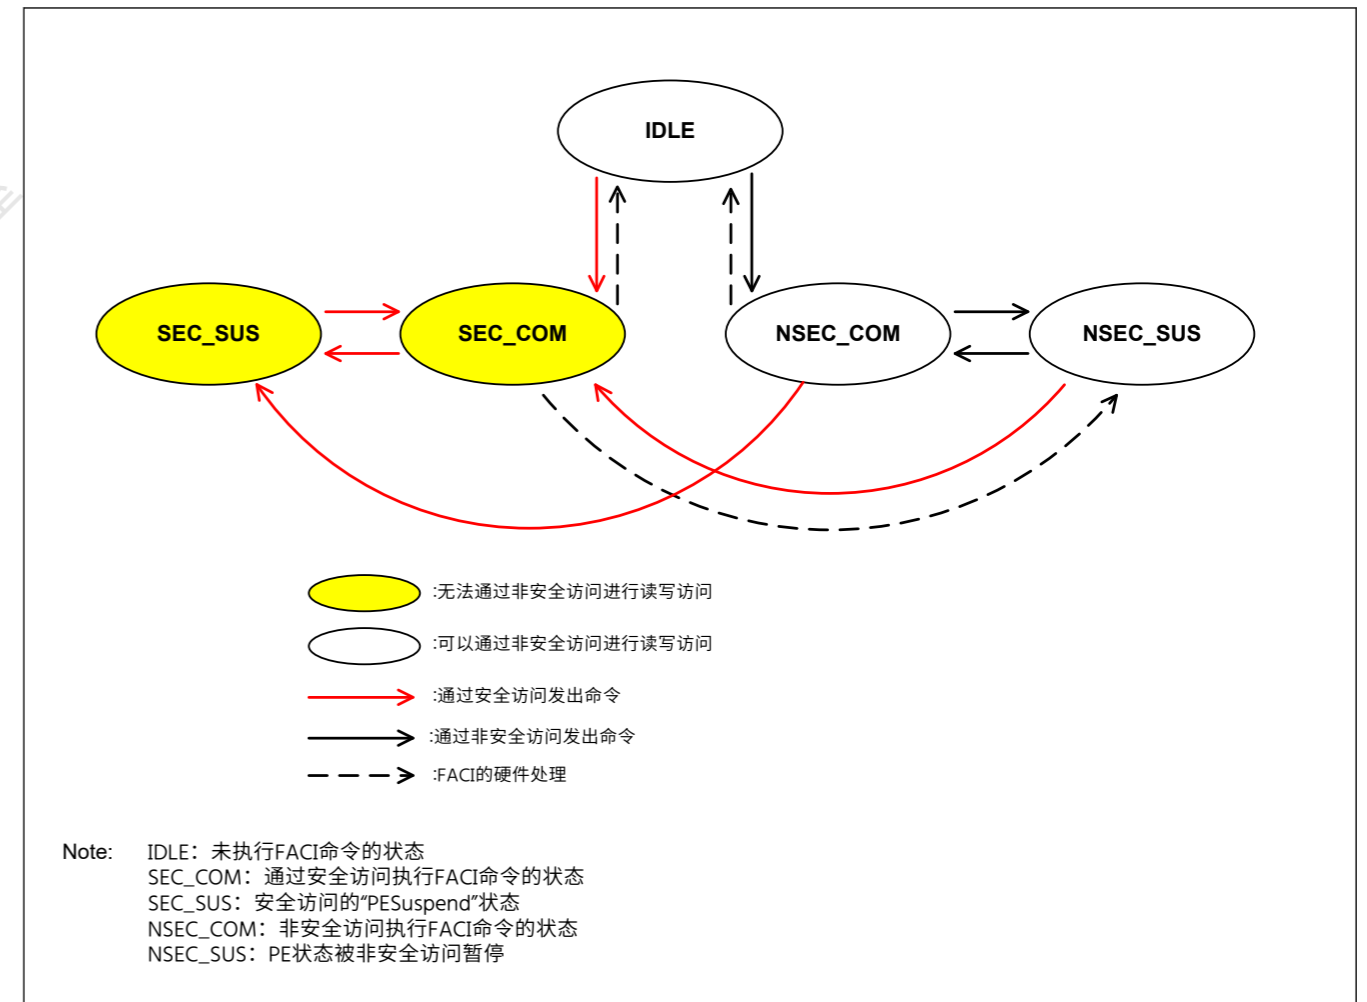 IDLE
SEC_SUS
SEC_COM
NSEC_COM
NSEC_SUS
:无法通过非安全访问进行读写访问
:可以通过非安全访问进行读写访问
:通过安全访问发出命令
:通过非安全访问发出命令
:FACI的硬件处理
Note: IDLE：未执行FACI命令的状态
SEC_COM：通过安全访问执行FACI命令的状态
SEC_SUS：安全访问的“PESuspend”状态
NSEC_COM：非安全访问执行FACI命令的状态
NSEC_SUS：PE状态被非安全访问暂停